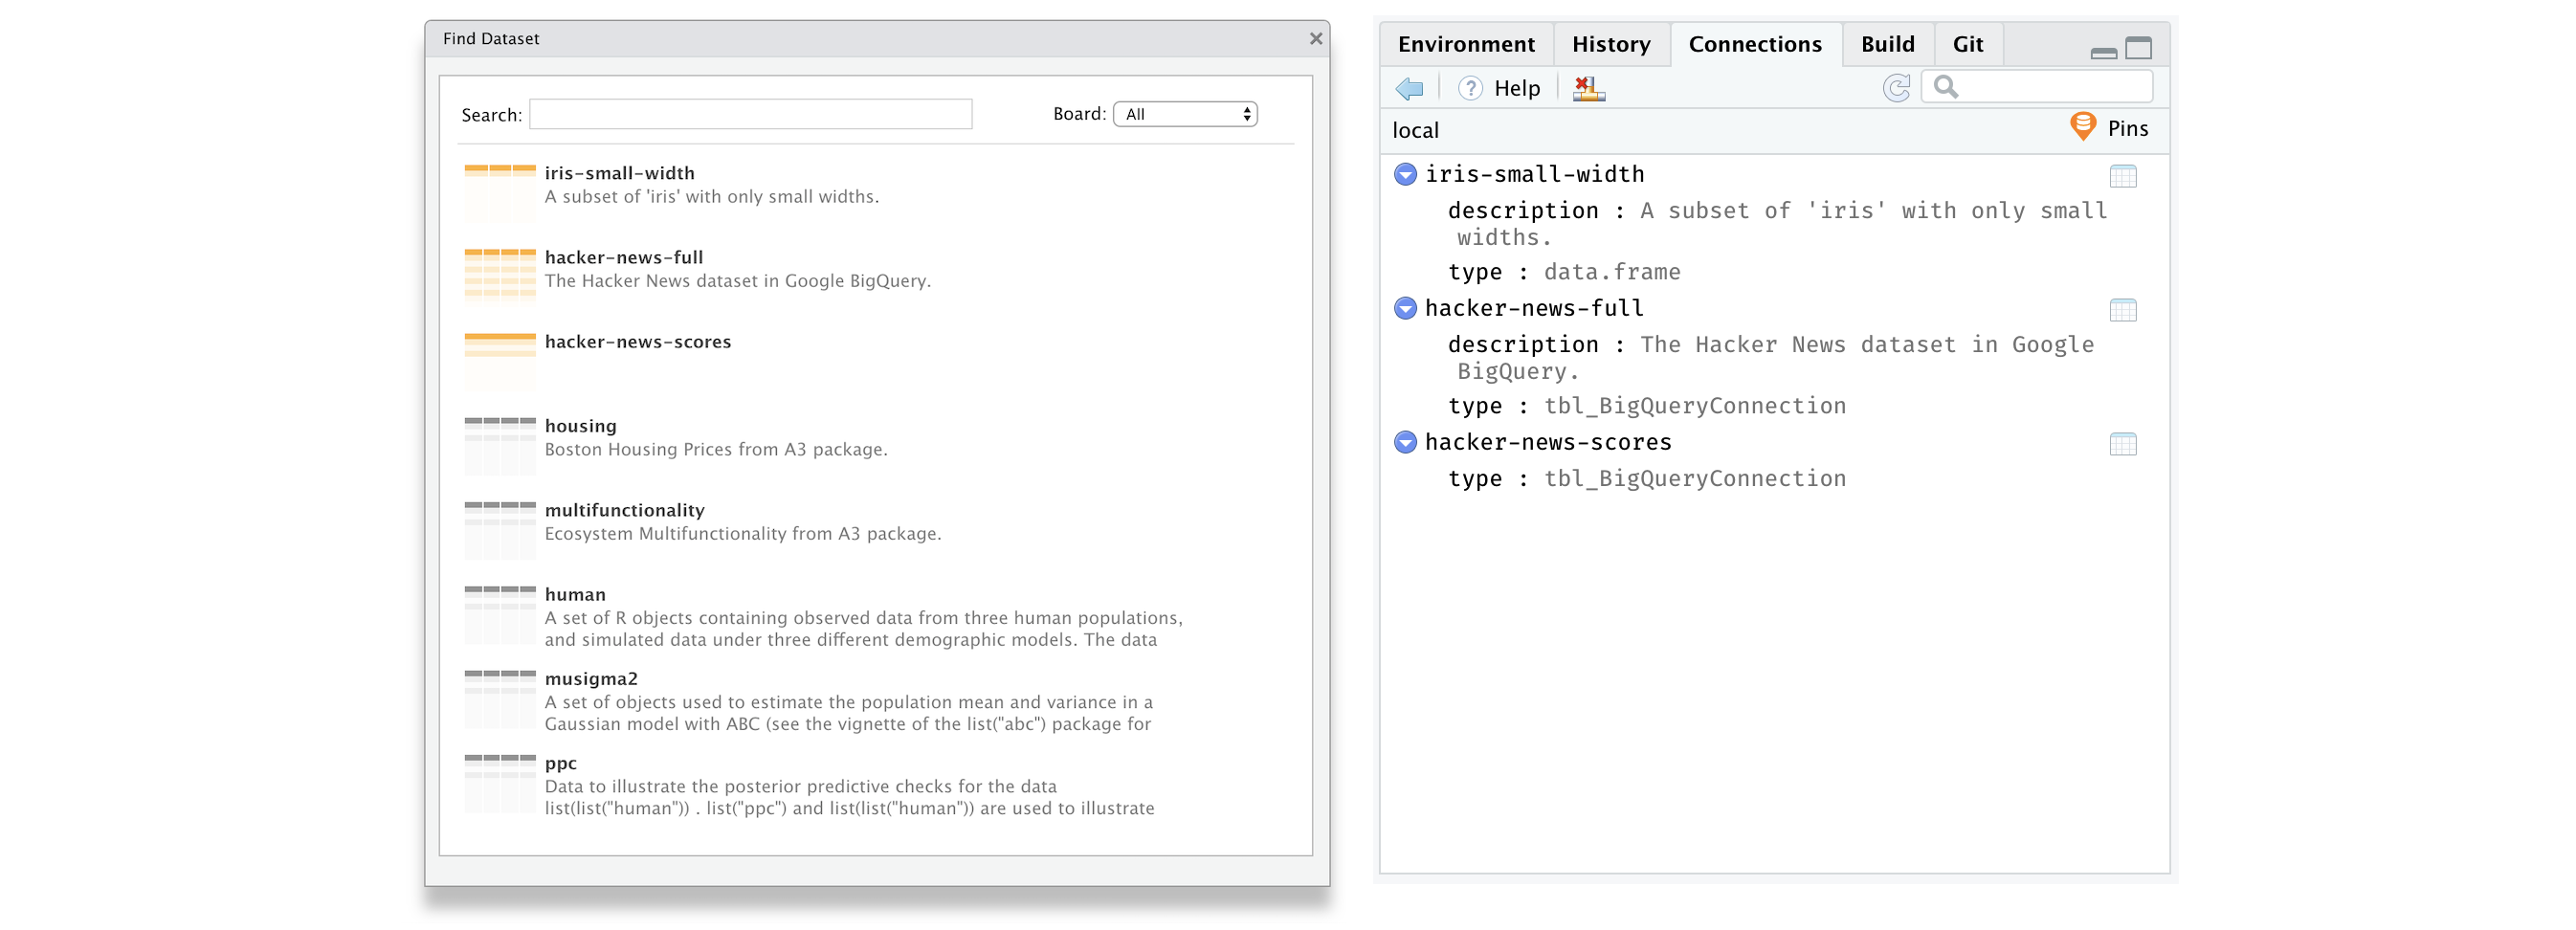 Find Dataset
Search:
Board: All
iris-small-width
A subset of 'iris' with only small widths.
hacker-news-full
The Hacker News dataset in Google BigQuery.
hacker-news-scores
housing
Boston Housing Prices from A3 package.
multifunctionality
Ecosystem Multifunctionality from A3 package.
human
A set of R objects containing observed data from three human populations,
and simulated data under three different demographic models. The data
musigma2
A set of objects used to estimate the population mean and variance in a
Gaussian model with ABC (see the vignette of the list("abc") package for
ppc
Data to illustrate the posterior predictive checks for the data
list(list("human")) . list("ppc") and list(list("human")) are used to illustrate
Environment History Connections Build Git
? Help
local Pins
iris-small-width
description : A subset of 'iris' with only small
widths.
type : data.frame
hacker-news-full
description : The Hacker News dataset in Google
BigQuery.
type : tbl_BigQueryConnection
hacker-news-scores
type : tbl_BigQueryConnection